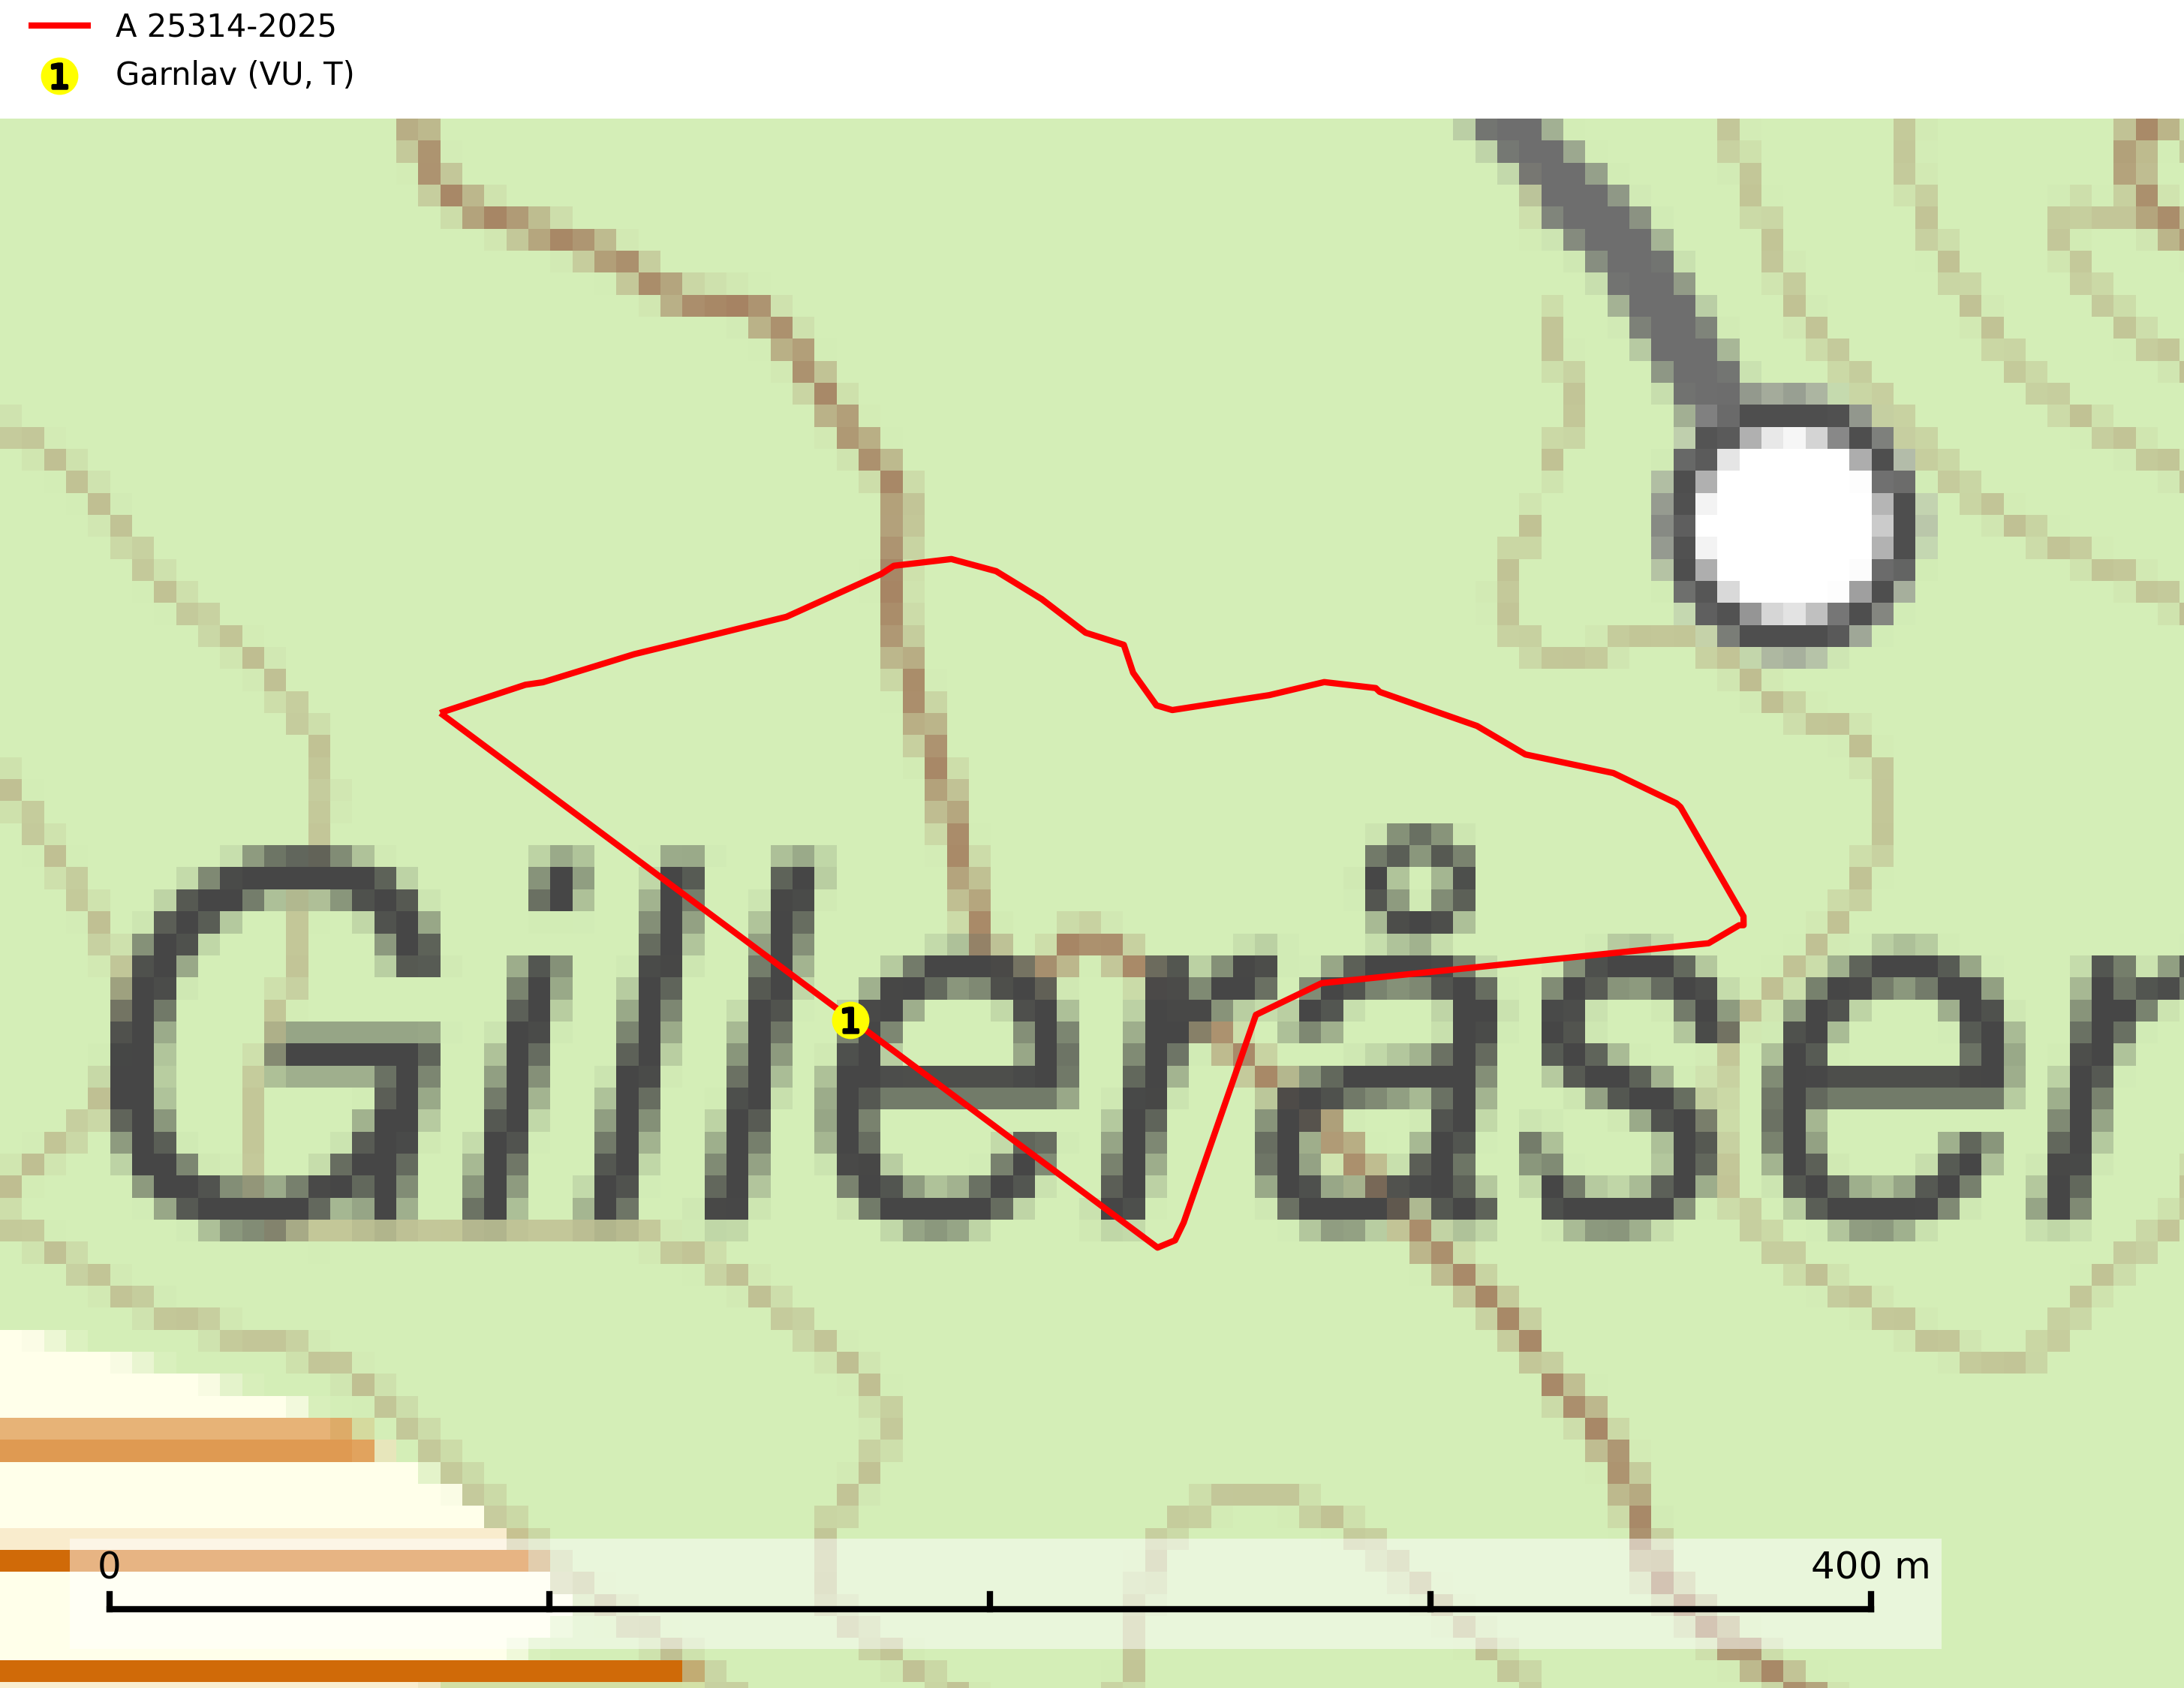 A 25314-2025
1 Garnlav (VU, T)
Gilleråser
1
0 400 m